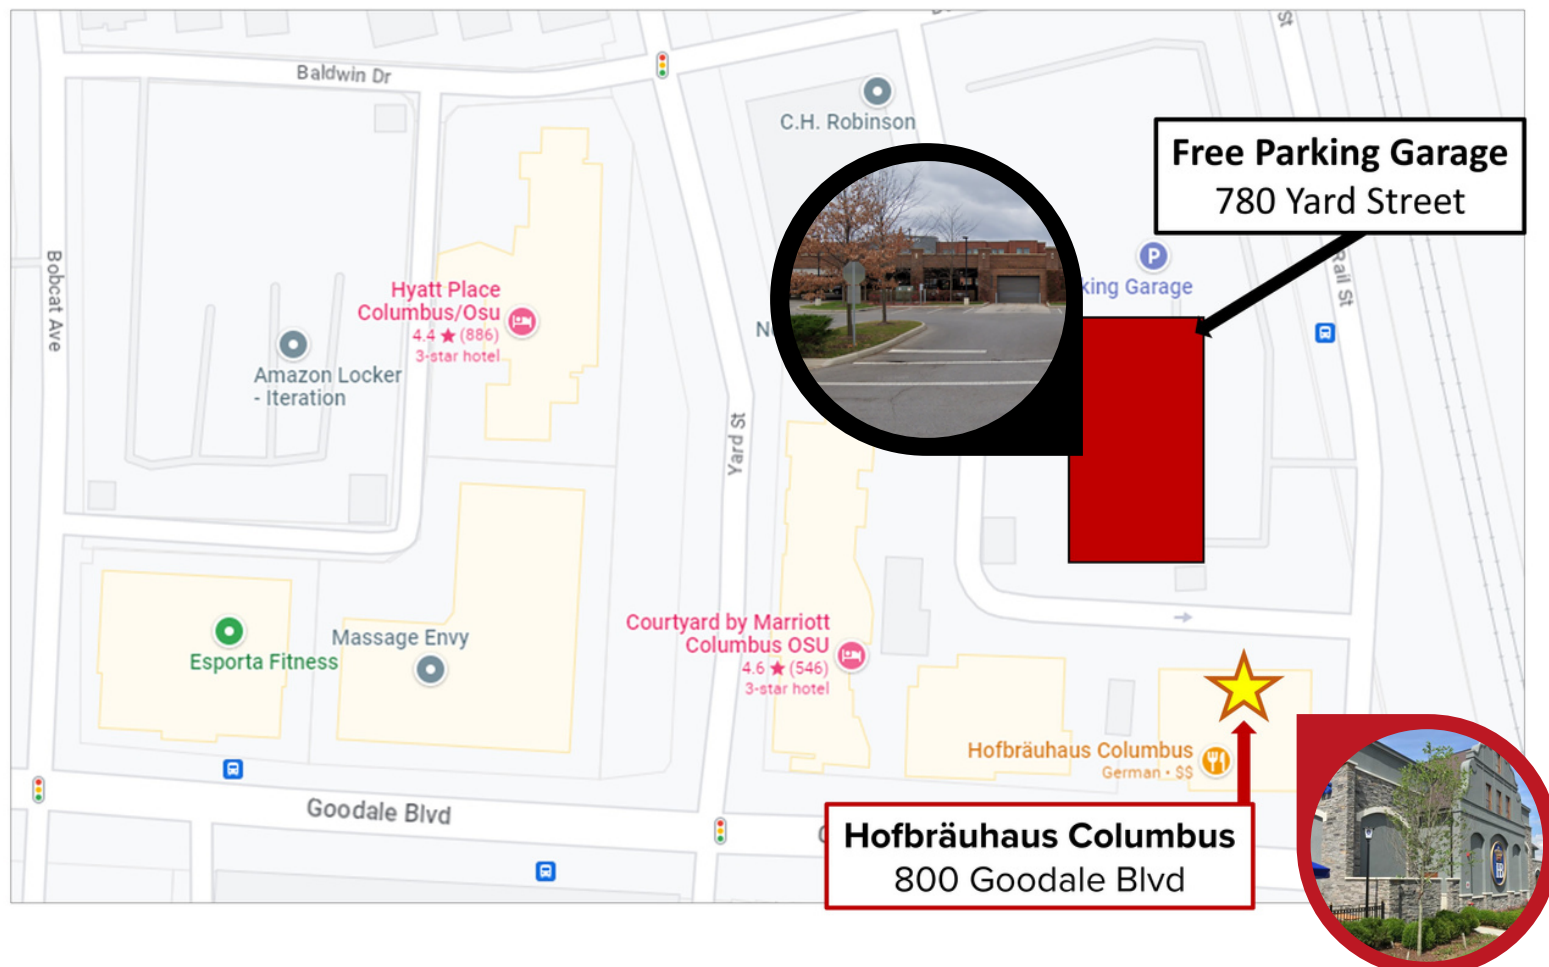 St
Baldwin Dr
C.H. Robinson
Free Parking Garage
780 Yard Street
Bobcat Ave
Rail St
P
king Garage
Hyatt Place
Columbus/Osu
4.4 ★ (886)
3-star hotel
Amazon Locker
- Iteration
Yard St
Courtyard by Marriott
Columbus OSU
4.6 ★ (546)
3-star hotel
Massage Envy
Esporta Fitness
Hofbräuhaus Columbus
German • $$
Goodale Blvd
Hofbräuhaus Columbus
800 Goodale Blvd
HB